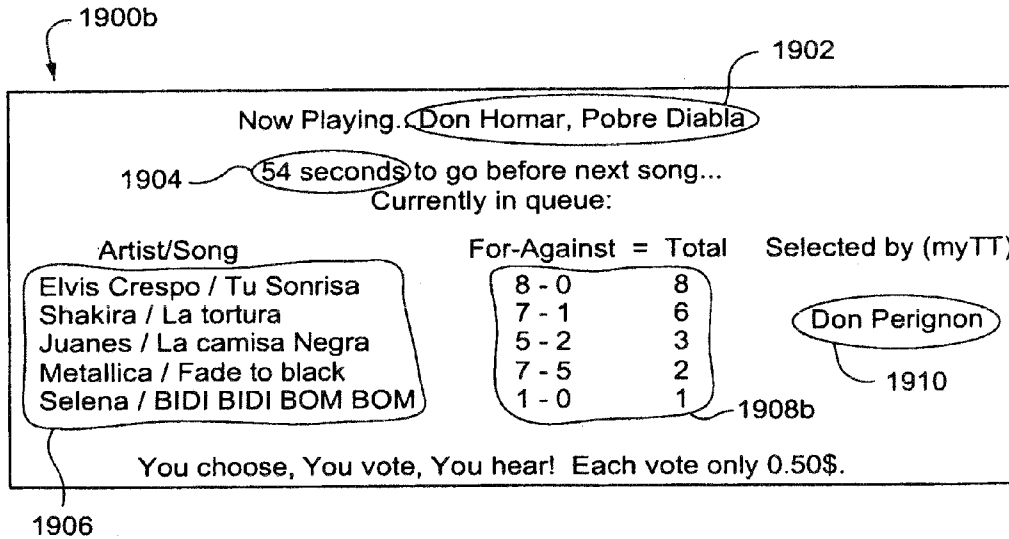 1900b
1902
Now Playing.. Don Homar, Pobre Diabla
1904
54 seconds to go before next song...
Currently in queue:
Artist/Song For-Against = Total Selected by (myTT)
Elvis Crespo / Tu Sonrisa 8 - 0 8
Shakira / La tortura 7 - 1 6
Don Perignon
Juanes / La camisa Negra 5 - 2 3
Metallica / Fade to black 7 - 5 2
1910
Selena / BIDI BIDI BOM BOM 1 - 0 1
1908b
You choose, You vote, You hear! Each vote only 0.50$.
1906